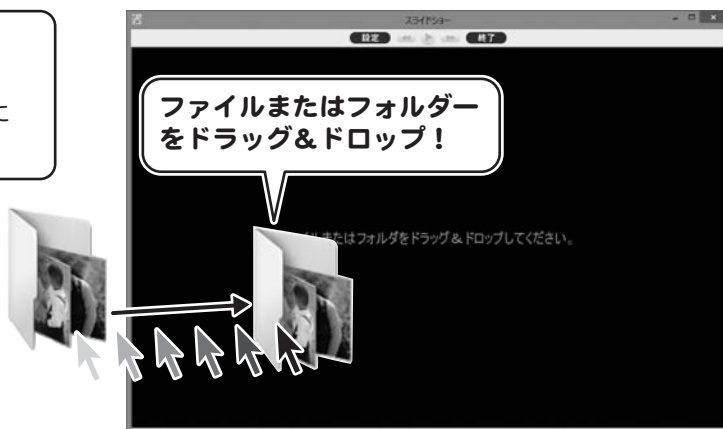 スライドショー
設定
終了
に
ファイルまたはフォルダー
をドラッグ&ドロップ!
ルまたはフォルダをドラッグ&ドロップしてください。